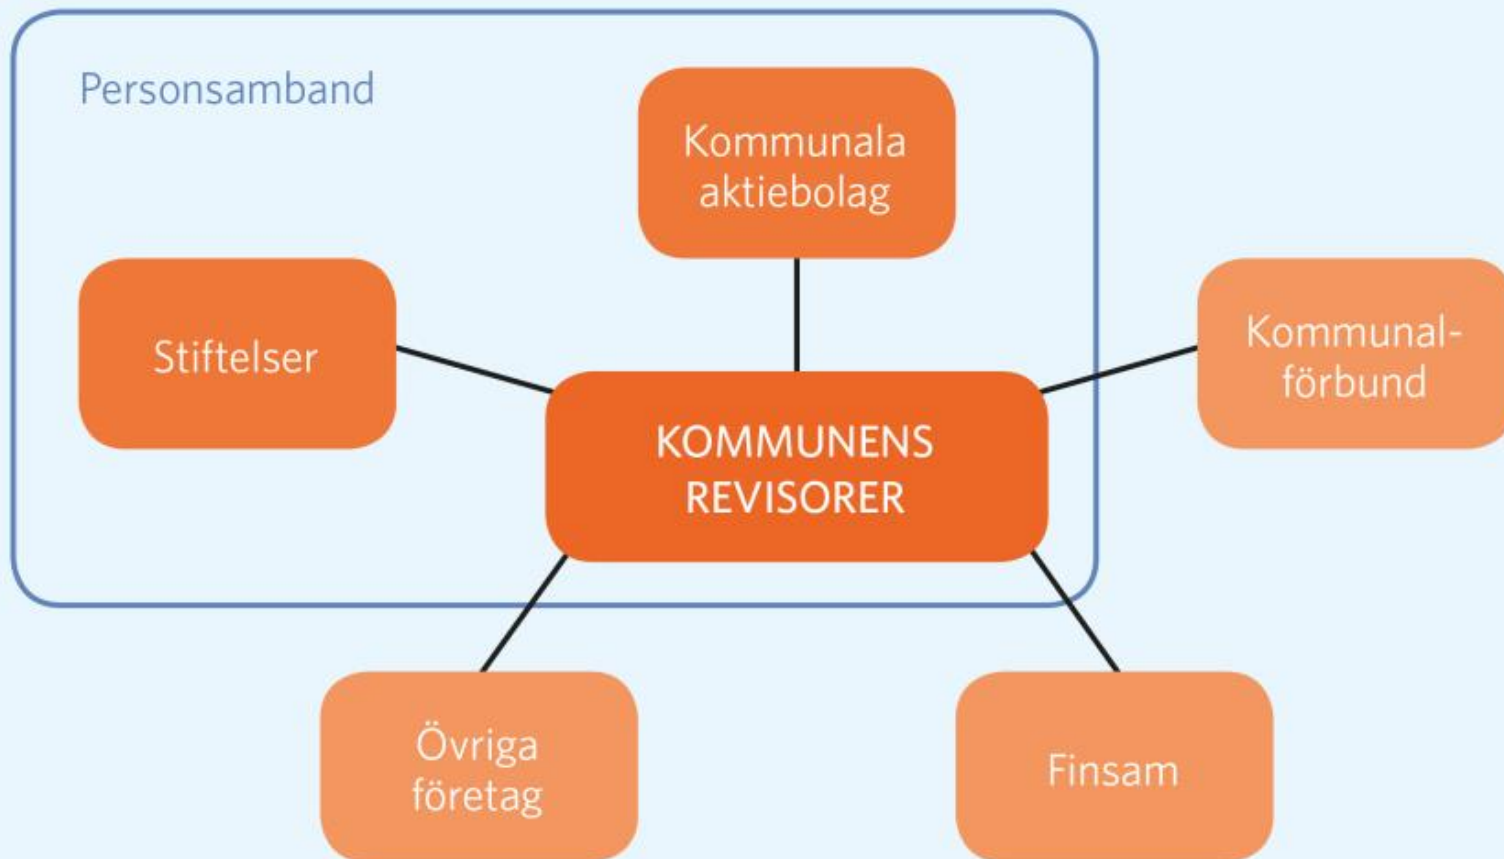 Personsamband
Kommunala
aktiebolag
Stiftelser
Kommunal-
förbund
KOMMUNENS
REVISORER
Övriga
företag
Finsam